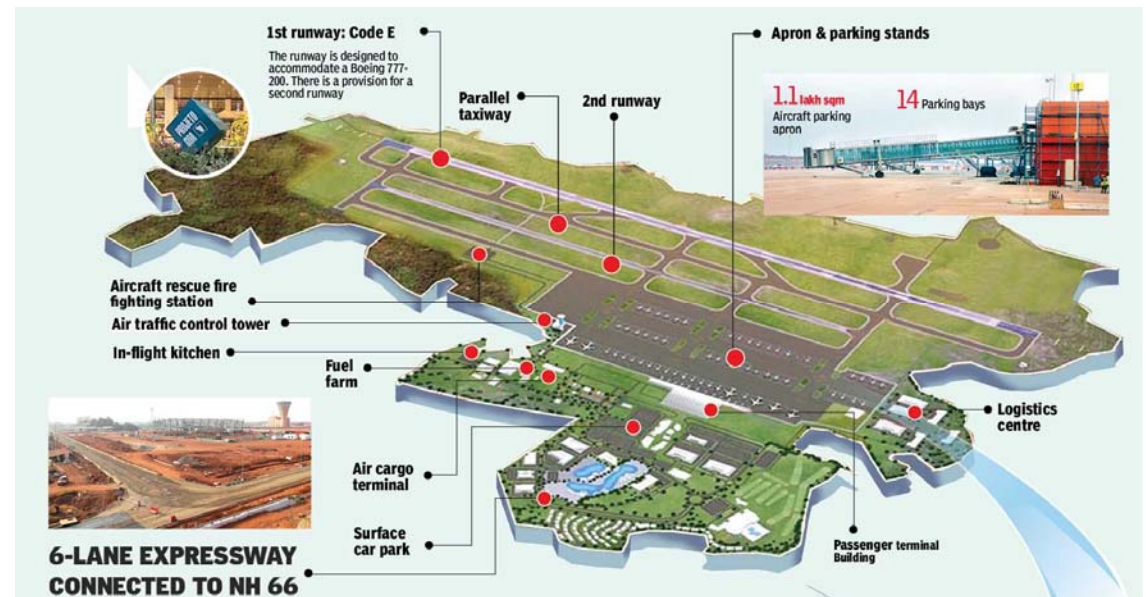 1st runway: Code E
The runway is designed to
accommodate a Boeing 777-
200. There is a provision for a
second runway
Parallel
taxiway
2nd runway
Apron & parking stands
1.1 lakh sqm
Aircraft parking
apron
14 Parking bays
Aircraft rescue fire
fighting station
Air traffic control tower
In-flight kitchen
Fuel
farm
Logistics
centre
Air cargo
terminal
Surface
car park
Passenger terminal
Building
6-LANE EXPRESSWAY
CONNECTED TO NH 66